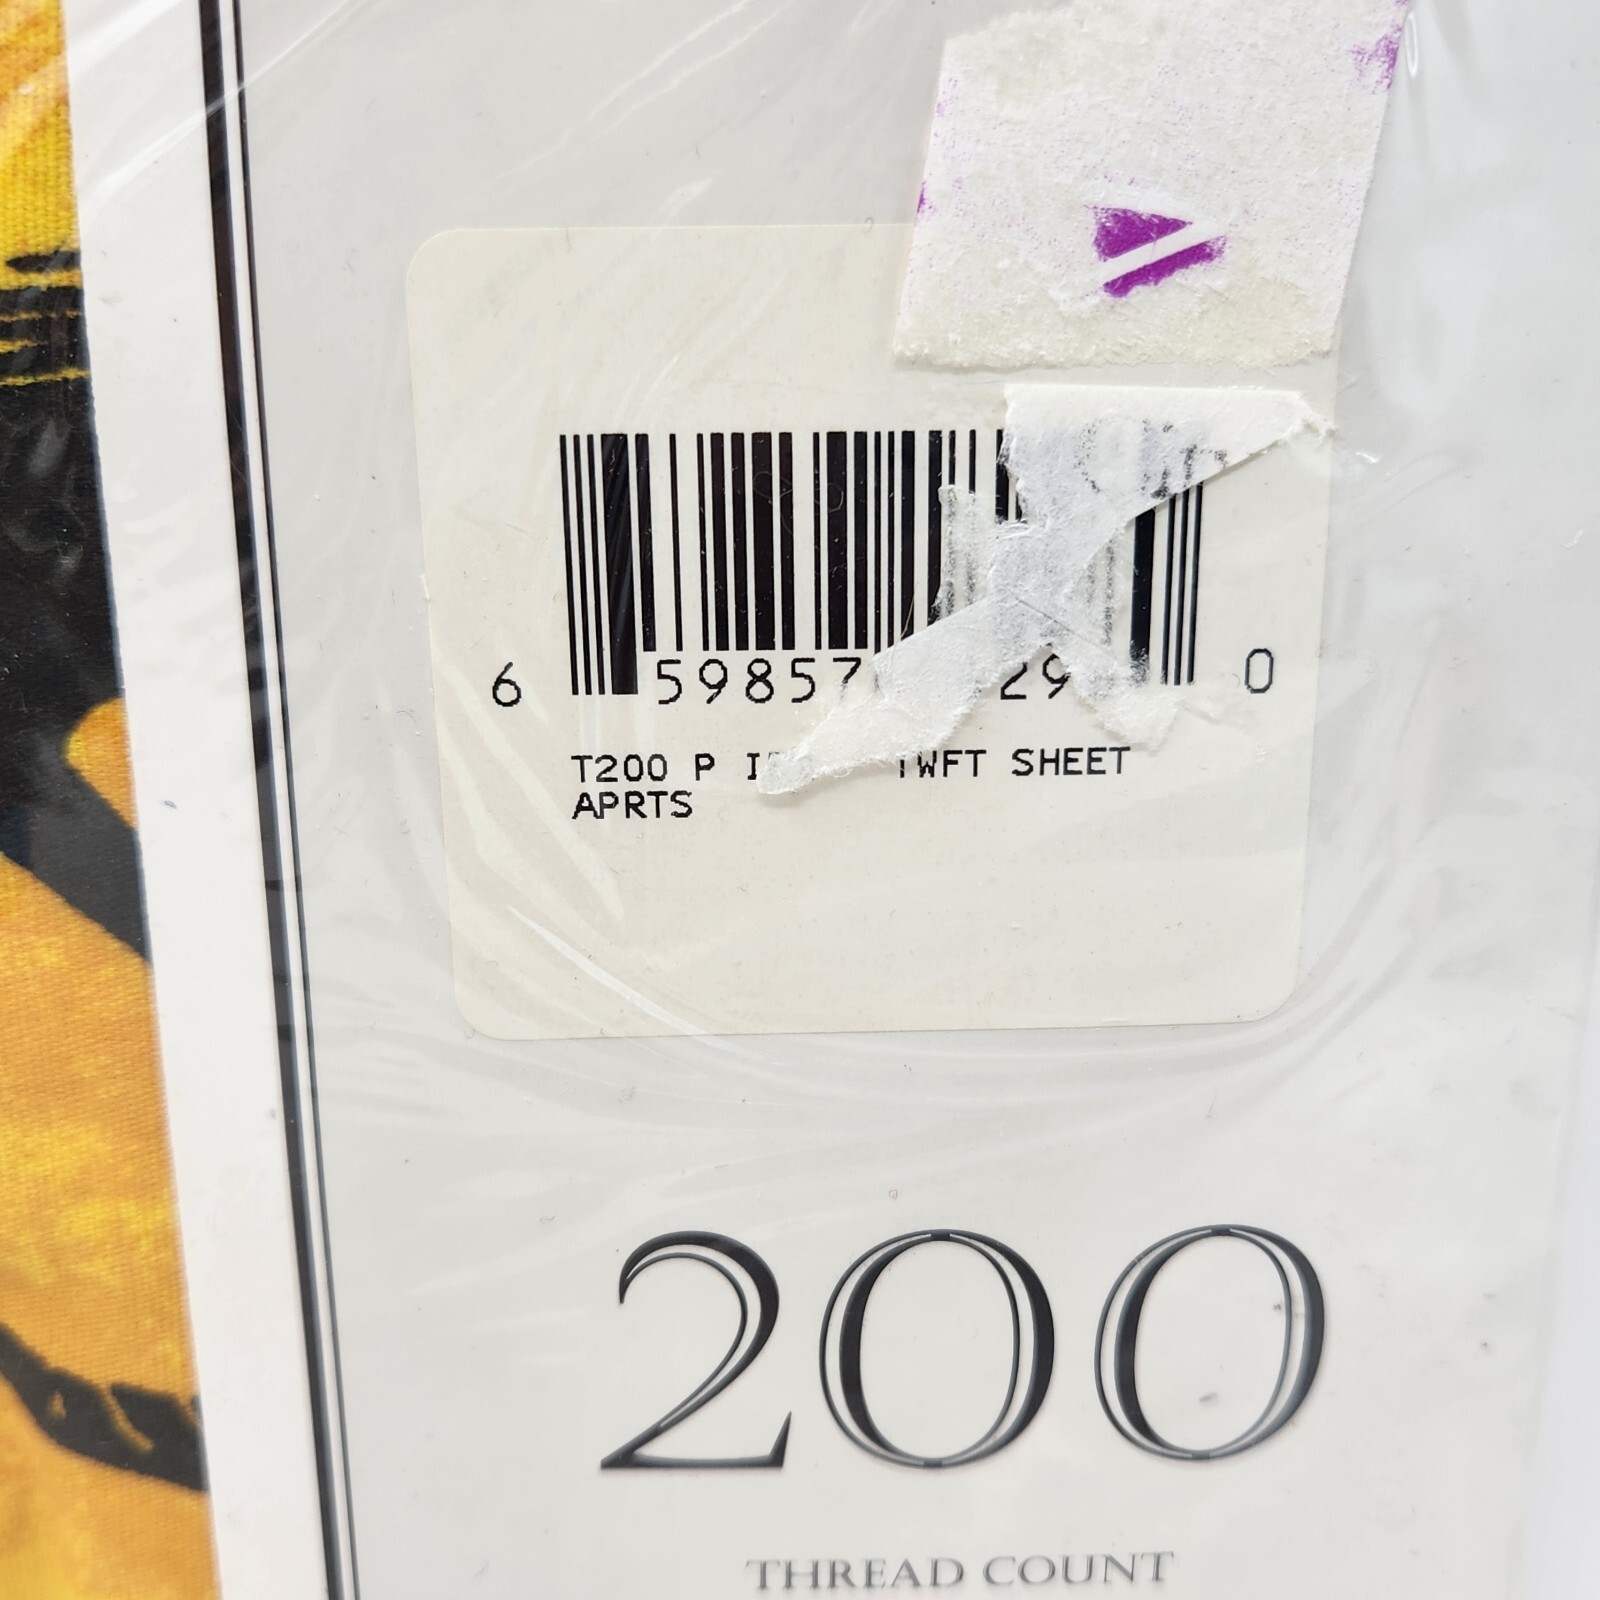 6 59857 29 0
T200 P TWFT SHEET
APRTS
200
THREAD COUNT